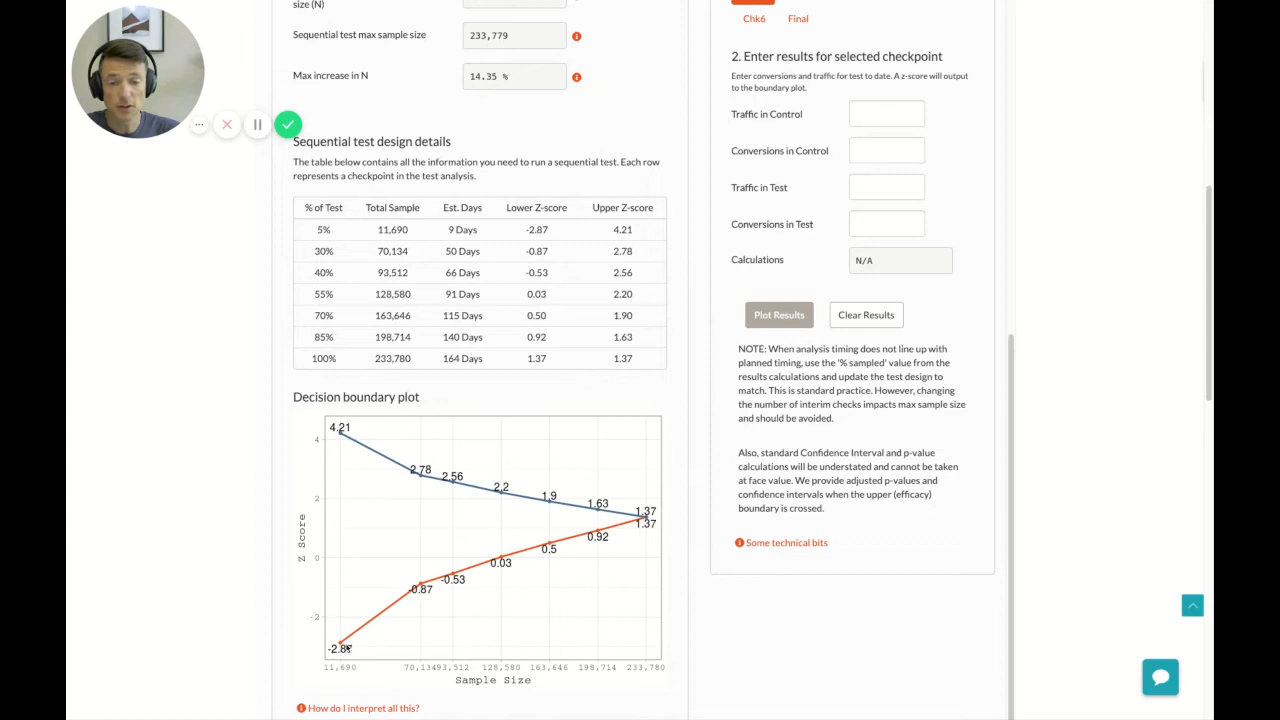 size (N)
Sequential test max sample size 233,779
Max increase in N 14.35 %
Sequential test design details
The table below contains all the information you need to run a sequential test. Each row
represents a checkpoint in the test analysis.
% of Test Total Sample Est. Days Lower Z-score Upper Z-score
5% 11,690 9 Days -2.87 4.21
30% 70,134 50 Days -0.87 2.78
40% 93,512 66 Days -0.53 2.56
55% 128,580 91 Days 0.03 2.20
70% 163,646 115 Days 0.50 1.90
85% 198,714 140 Days 0.92 1.63
100% 233,780 164 Days 1.37 1.37
Decision boundary plot
4.21
4
2.78
2.56
2.2
2
1.9
1.63
1.37
1.37
0.92
0.5
0
0.03
-0.53
-0.87
-2
-2.87
Z Score
11,690 70,134 93,512 128,580 163,646 198,714 233,780
Sample Size
How do I interpret all this?
Chk6 Final
2. Enter results for selected checkpoint
Enter conversions and traffic for test to date. A z-score will output
to the boundary plot.
Traffic in Control
Conversions in Control
Traffic in Test
Conversions in Test
Calculations N/A
Plot Results Clear Results
NOTE: When analysis timing does not line up with
planned timing, use the '% sampled' value from the
results calculations and update the test design to
match. This is standard practice. However, changing
the number of interim checks impacts max sample size
and should be avoided.
Also, standard Confidence Interval and p-value
calculations will be understated and cannot be taken
at face value. We provide adjusted p-values and
confidence intervals when the upper (efficacy)
boundary is crossed.
Some technical bits